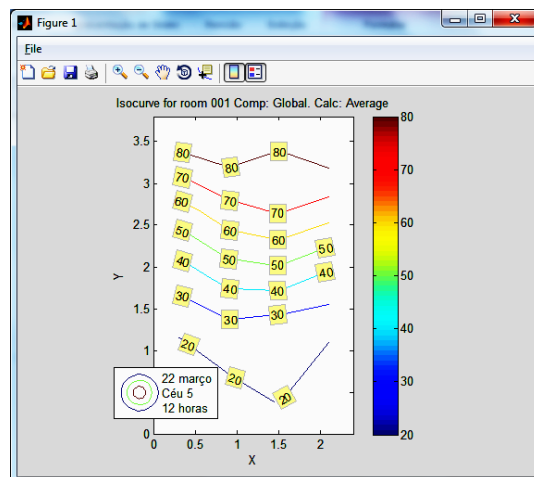 Figure 1
File
Isocurve for room 001 Comp: Global. Calc: Average
3.5
3
2.5
2
1.5
1
0
Y
80 80 80
70 70 70
60 60 60
50 50 50 50
40 40 40 40
30 30 30
20 20 20
22 março
Céu 5
12 horas
0 0.5 1 1.5 2
X
80
70
60
50
40
30
20